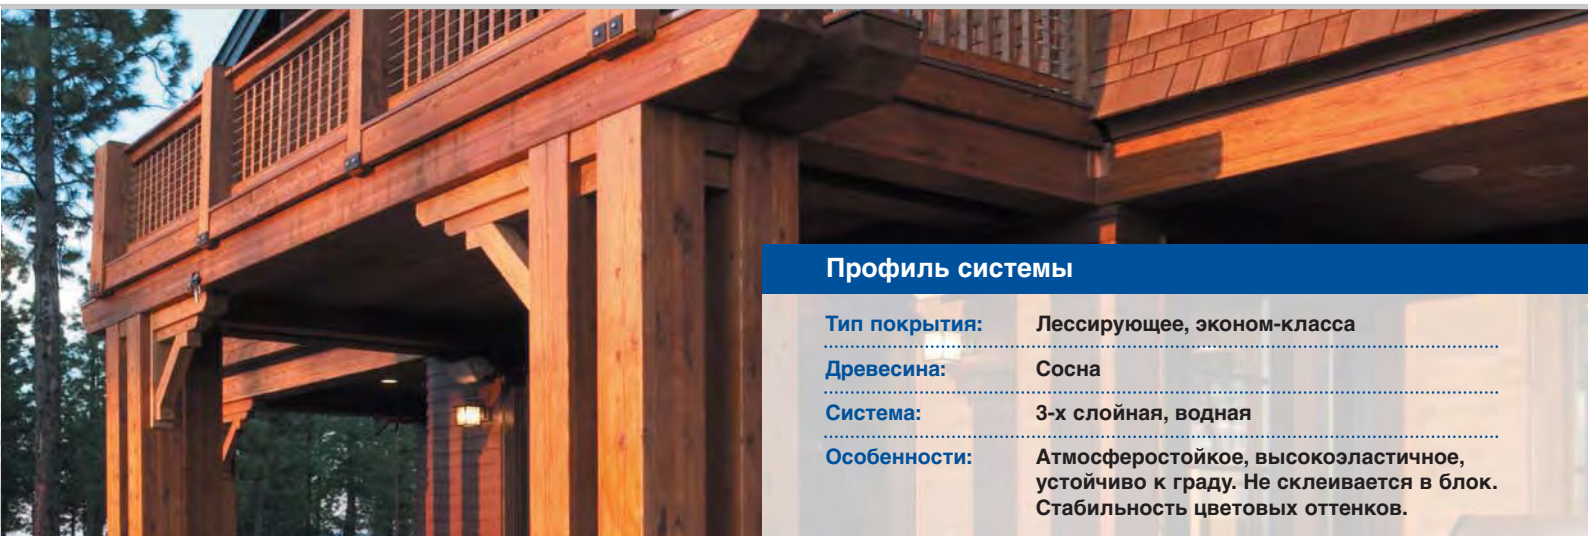 Профиль системы
Тип покрытия: Лессирующее, эконом-класса
Древесина: Сосна
Система: 3-х слойная, водная
Особенности: Атмосферостойкое, высокоэластичное,
устойчиво к граду. Не склеивается в блок.
Стабильность цветовых оттенков.